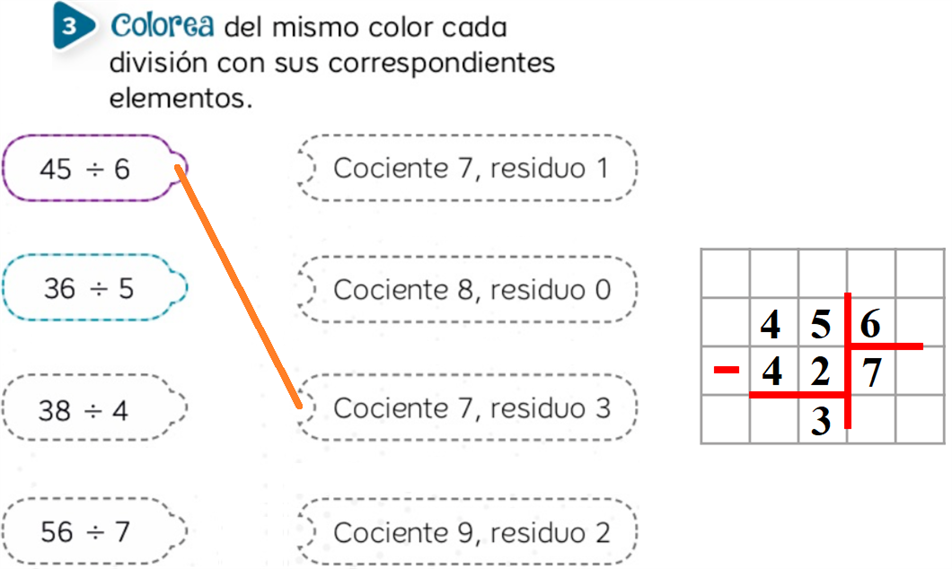 3 Colorea del mismo color cada
división con sus correspondientes
elementos.
45 ÷ 6
Cociente 7, residuo 1
36 ÷ 5
Cociente 8, residuo 0
38 ÷ 4
Cociente 7, residuo 3
56 ÷ 7
Cociente 9, residuo 2
4 5 6
- 4 2 7
3